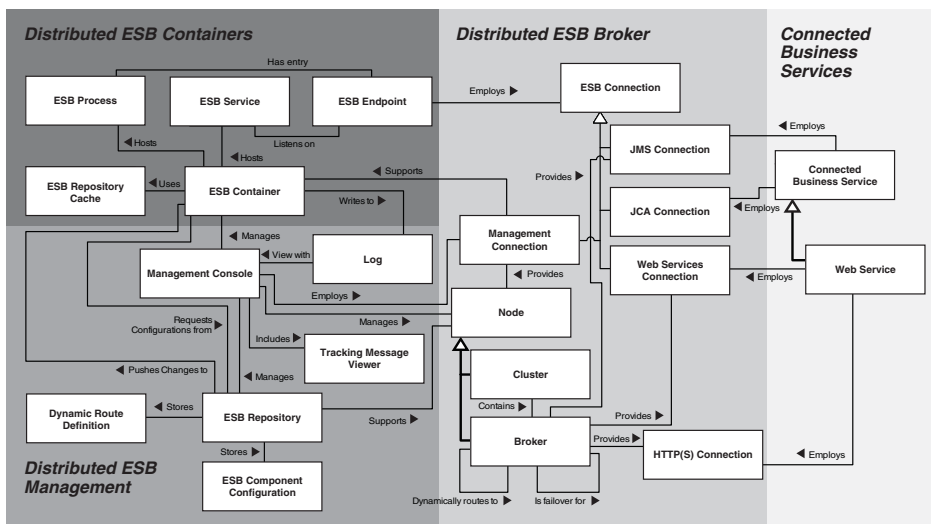 Distributed ESB Containers
Distributed ESB Broker
Connected
Business
Services
Has entry
ESB Process
ESB Service
ESB Endpoint
Employs ▶
ESB Connection
Listens on
◀ Hosts
◀ Hosts
◀ Employs
JMS Connection
Connected
Business Service
◀ Supports
Provides ▶
ESB Repository
Cache
◀ Uses
ESB Container
Writes to ▶
JCA Connection
◀ Employs
◀ Manages
Management
Connection
Management Console
◀ View with
Log
Web Services
Connection
◀ Employs
Web Service
◀ Provides
Employs ▶
Node
Requests
Configurations from ▶
Manages ▶
Includes ▶
Tracking Message
Viewer
Cluster
◀ Pushes Changes to
◀ Manages
Contains ▶
Dynamic Route
Definition
◀ Stores
ESB Repository
Supports ▶
Provides ▶
Broker
Provides ▶
HTTP(S) Connection
◀ Employs
Stores ▶
Distributed ESB
Management
ESB Component
Configuration
Dynamically routes to ▶
Is failover for ▶